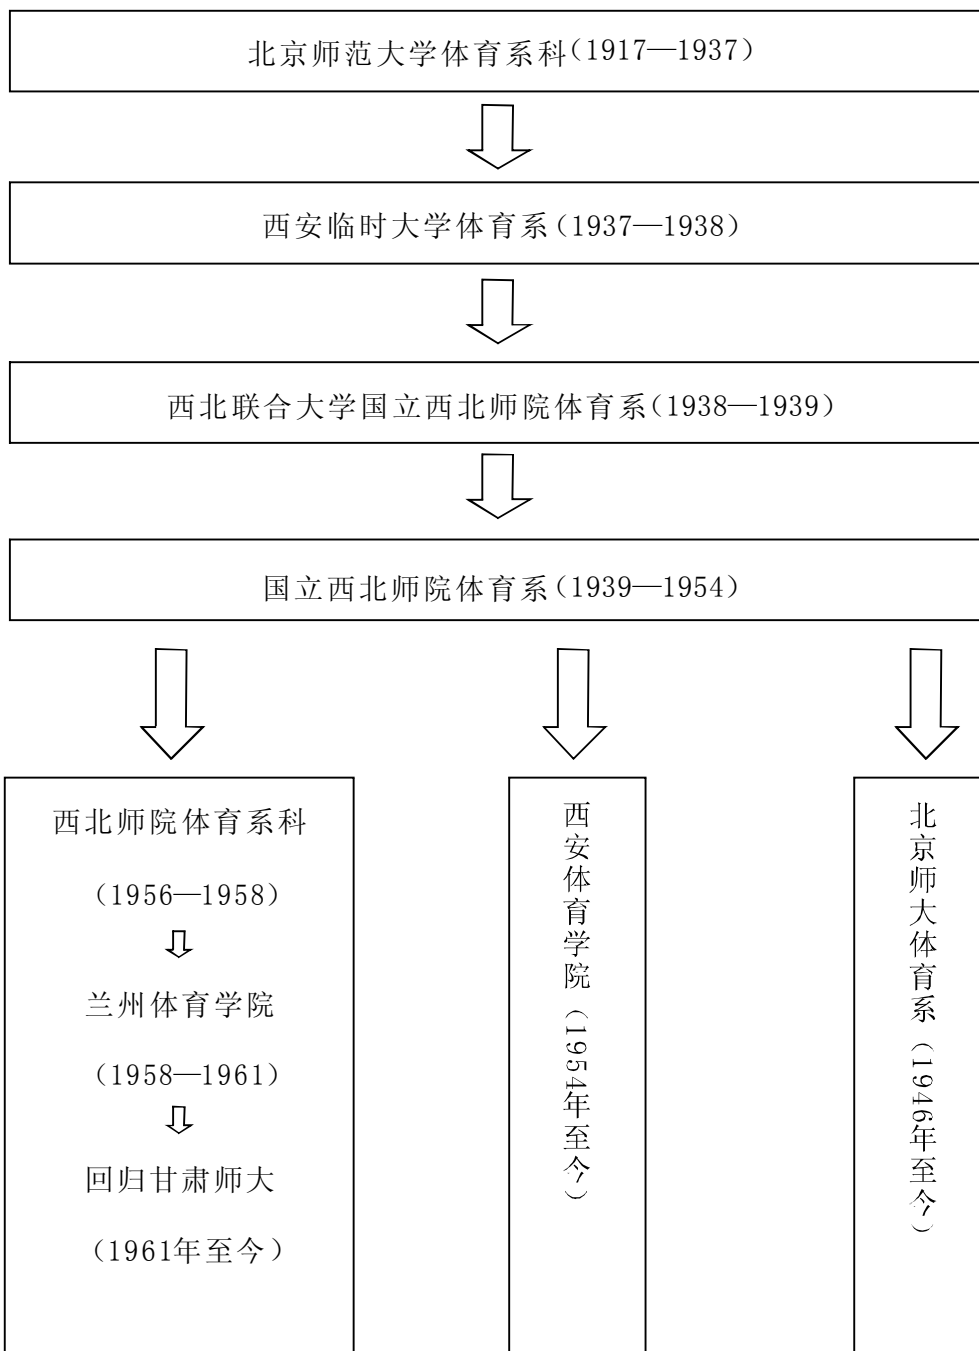 北京师范大学体育系科(1917—1937)
西安临时大学体育系(1937—1938)
西北联合大学国立西北师院体育系(1938—1939)
国立西北师院体育系(1939—1954)
西北师院体育系科
(1956—1958)
兰州体育学院
(1958—1961)
回归甘肃师大
(1961年至今)
西安体育学院(1954年至今)
北京师大体育系(1946年至今)